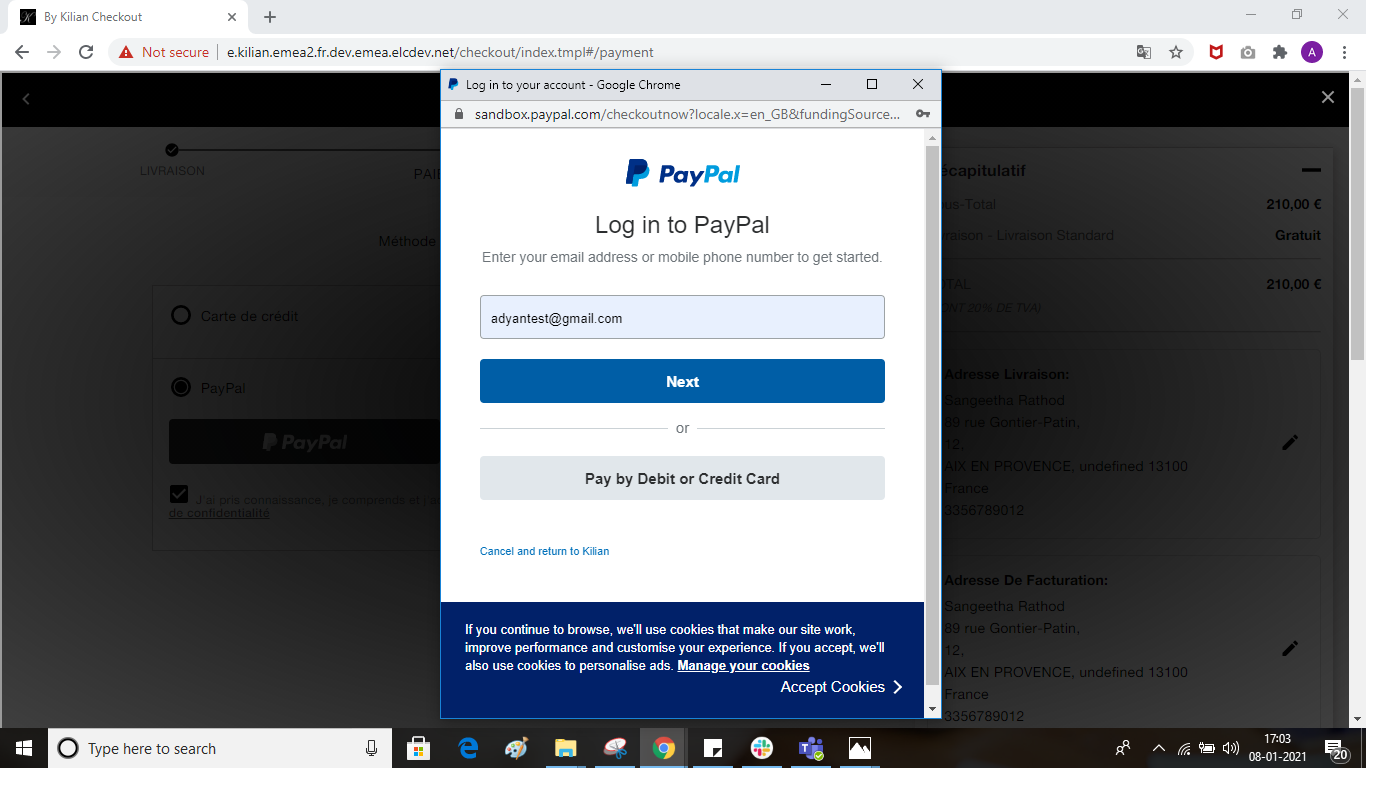 By Kilian Checkout
Not secure
e.kilian.emea2.fr.dev.emea.elcdev.net/checkout/index.tmpl#/payment
A
Log in to your account - Google Chrome
sandbox.paypal.com/checkoutnow?locale.x=en_GB&fundingSource...
LIVRAISON
PAI
Méthode
Carte de crédit
PayPal
PayPal
J'ai pris connaissance, je comprends et j
de confidentialité
PayPal
Log in to PayPal
Enter your email address or mobile phone number to get started.
adyantest@gmail.com
Next
or
Pay by Debit or Credit Card
Cancel and return to Kilian
If you continue to browse, we'll use cookies that make our site work,
improve performance and customise your experience. If you accept, we'll
also use cookies to personalise ads. Manage your cookies
Accept Cookies
écapitulatif
us-Total 210,00 €
raison - Livraison Standard Gratuit
TAL 210,00 €
ONT 20% DE TVA)
Adresse Livraison:
Sangeetha Rathod
89 rue Gontier-Patin,
12,
AIX EN PROVENCE, undefined 13100
France
3356789012
Adresse De Facturation:
Sangeetha Rathod
89 rue Gontier-Patin,
12,
AIX EN PROVENCE, undefined 13100
France
3356789012
Type here to search
17:03
08-01-2021
20